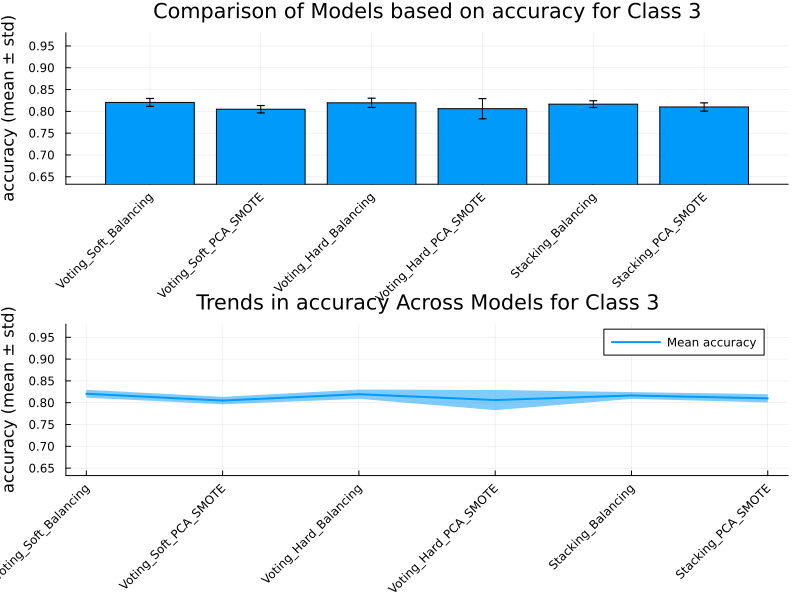 Comparison of Models based on accuracy for Class 3
accuracy (mean ± std)
0.95
0.90
0.85
0.80
0.75
0.70
0.65
Voting_Soft_Balancing
Voting_Soft_PCA_SMOTE
Voting_Hard_Balancing
Voting_Hard_PCA_SMOTE
Stacking_Balancing
Stacking_PCA_SMOTE
Trends in accuracy Across Models for Class 3
accuracy (mean ± std)
0.95
0.90
0.85
0.80
0.75
0.70
0.65
Mean accuracy
oting_Soft_Balancing
Voting_Soft_PCA_SMOTE
Voting_Hard_Balancing
Voting_Hard_PCA_SMOTE
Stacking_Balancing
Stacking_PCA_SMOTE